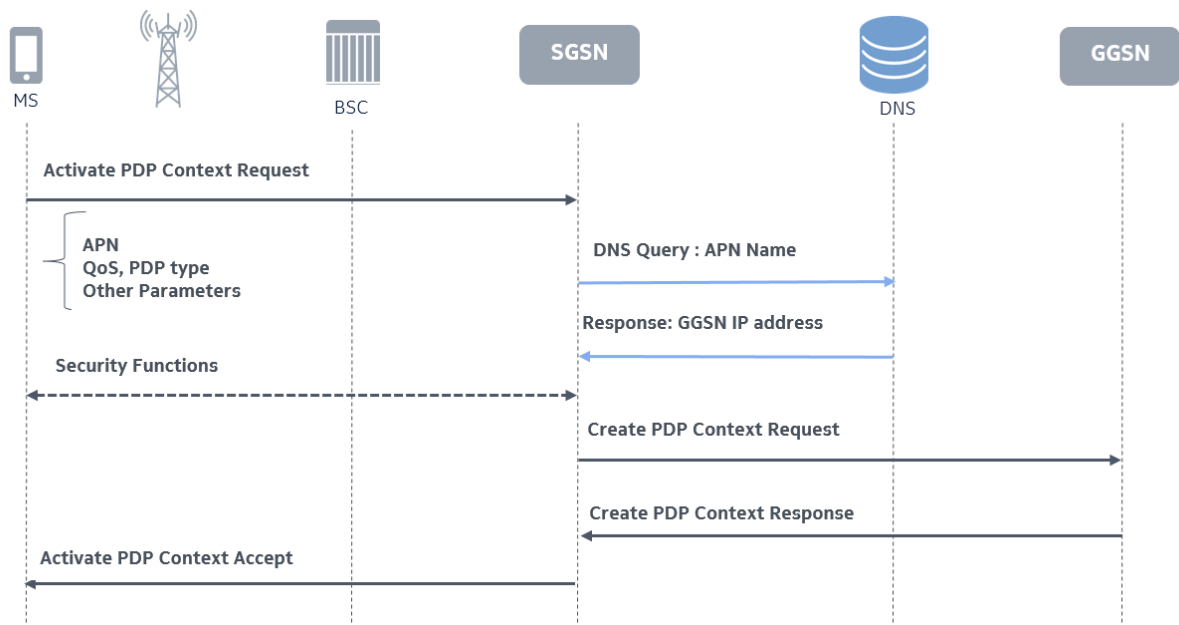 SGSN
GGSN
MS
BSC
DNS
Activate PDP Context Request
APN
QoS, PDP type
Other Parameters
DNS Query : APN Name
Response: GGSN IP address
Security Functions
Create PDP Context Request
Create PDP Context Response
Activate PDP Context Accept